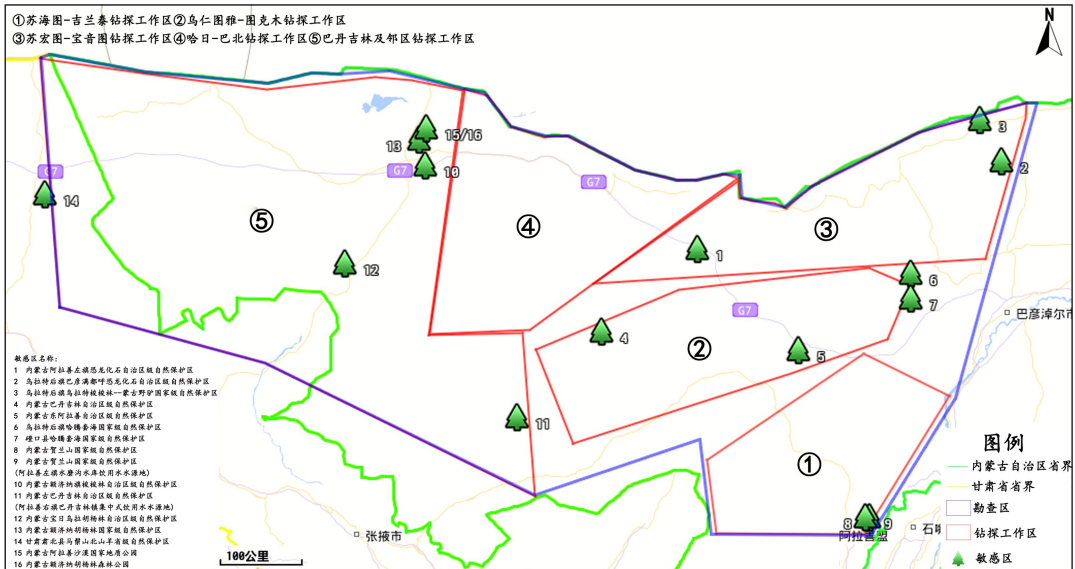 ①苏海图-吉兰泰钻探工作区②乌仁图雅-图克木钻探工作区
③苏宏图-宝音图钻探工作区④哈日-巴北钻探工作区⑤巴丹吉林及邻区钻探工作区
N
3
15/16
13
2
10
G7
G7
G7
14
⑤
④
③
1
12
6
7
G7
巴彦淖尔市
4
②
5
敏感区名称:
1 内蒙古阿拉善左旗恐龙化石自治区级自然保护区
2 乌拉特后旗巴彦满都呼恐龙化石自治区级自然保护区
3 乌拉特后旗乌拉特梭梭林--蒙古野驴国家级自然保护区
4 内蒙古巴丹吉林自治区级自然保护区
5 内蒙古东阿拉善自治区级自然保护区
6 乌拉特后旗哈腾套海国家级自然保护区
7 磴口县哈腾套海国家级自然保护区
8 内蒙古贺兰山国家级自然保护区
9 内蒙古贺兰山国家级自然保护区
(阿拉善左旗水磨沟水库饮用水水源地)
10 内蒙古额济纳旗梭梭林自治区级自然保护区
11 内蒙古巴丹吉林自治区级自然保护区
(阿拉善右旗巴丹吉林镇集中式饮用水水源地)
12 内蒙古宝日乌拉胡杨林自治区级自然保护区
13 内蒙古额济纳胡杨林国家级自然保护区
14 甘肃肃北县马鬃山北山羊省级自然保护区
15 内蒙古阿拉善沙漠国家地质公园
16 内蒙古额济纳胡杨林森林公园
11
①
8
9
阿拉善盟
张掖市
100公里
图例
内蒙古自治区省界
甘肃省省界
勘查区
钻探工作区
敏感区